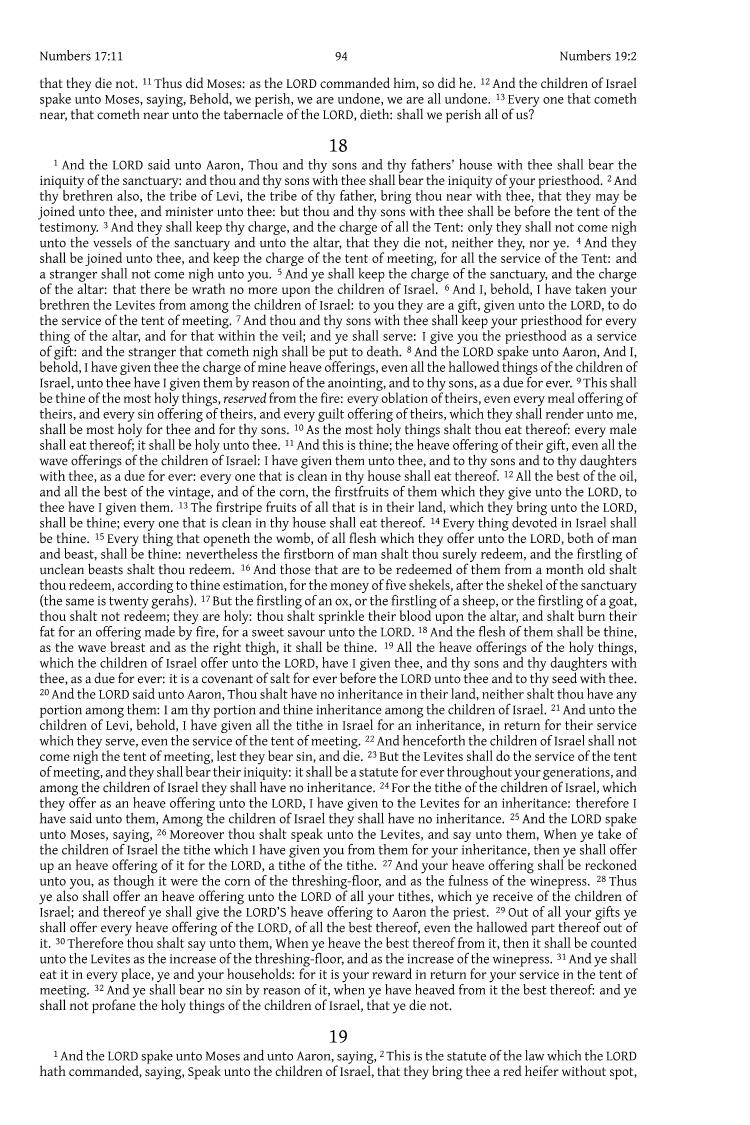 Numbers 17:11 94 Numbers 19:2
that they die not. 11 Thus did Moses: as the LORD commanded him, so did he. 12 And the children of Israel
spake unto Moses, saying, Behold, we perish, we are undone, we are all undone. 13 Every one that cometh
near, that cometh near unto the tabernacle of the LORD, dieth: shall we perish all of us?
18
1 And the LORD said unto Aaron, Thou and thy sons and thy fathers’ house with thee shall bear the
iniquity of the sanctuary: and thou and thy sons with thee shall bear the iniquity of your priesthood. 2 And
thy brethren also, the tribe of Levi, the tribe of thy father, bring thou near with thee, that they may be
joined unto thee, and minister unto thee: but thou and thy sons with thee shall be before the tent of the
testimony. 3 And they shall keep thy charge, and the charge of all the Tent: only they shall not come nigh
unto the vessels of the sanctuary and unto the altar, that they die not, neither they, nor ye. 4 And they
shall be joined unto thee, and keep the charge of the tent of meeting, for all the service of the Tent: and
a stranger shall not come nigh unto you. 5 And ye shall keep the charge of the sanctuary, and the charge
of the altar: that there be wrath no more upon the children of Israel. 6 And I, behold, I have taken your
brethren the Levites from among the children of Israel: to you they are a gift, given unto the LORD, to do
the service of the tent of meeting. 7 And thou and thy sons with thee shall keep your priesthood for every
thing of the altar, and for that within the veil; and ye shall serve: I give you the priesthood as a service
of gift: and the stranger that cometh nigh shall be put to death. 8 And the LORD spake unto Aaron, And I,
behold, I have given thee the charge of mine heave offerings, even all the hallowed things of the children of
Israel, unto thee have I given them by reason of the anointing, and to thy sons, as a due for ever. 9 This shall
be thine of the most holy things, reserved from the fire: every oblation of theirs, even every meal offering of
theirs, and every sin offering of theirs, and every guilt offering of theirs, which they shall render unto me,
shall be most holy for thee and for thy sons. 10 As the most holy things shalt thou eat thereof: every male
shall eat thereof; it shall be holy unto thee. 11 And this is thine; the heave offering of their gift, even all the
wave offerings of the children of Israel: I have given them unto thee, and to thy sons and to thy daughters
with thee, as a due for ever: every one that is clean in thy house shall eat thereof. 12 All the best of the oil,
and all the best of the vintage, and of the corn, the firstfruits of them which they give unto the LORD, to
thee have I given them. 13 The firstripe fruits of all that is in their land, which they bring unto the LORD,
shall be thine; every one that is clean in thy house shall eat thereof. 14 Every thing devoted in Israel shall
be thine. 15 Every thing that openeth the womb, of all flesh which they offer unto the LORD, both of man
and beast, shall be thine: nevertheless the firstborn of man shalt thou surely redeem, and the firstling of
unclean beasts shalt thou redeem. 16 And those that are to be redeemed of them from a month old shalt
thou redeem, according to thine estimation, for the money of five shekels, after the shekel of the sanctuary
(the same is twenty gerahs). 17 But the firstling of an ox, or the firstling of a sheep, or the firstling of a goat,
thou shalt not redeem; they are holy: thou shalt sprinkle their blood upon the altar, and shalt burn their
fat for an offering made by fire, for a sweet savour unto the LORD. 18 And the flesh of them shall be thine,
as the wave breast and as the right thigh, it shall be thine. 19 All the heave offerings of the holy things,
which the children of Israel offer unto the LORD, have I given thee, and thy sons and thy daughters with
thee, as a due for ever: it is a covenant of salt for ever before the LORD unto thee and to thy seed with thee.
20 And the LORD said unto Aaron, Thou shalt have no inheritance in their land, neither shalt thou have any
portion among them: I am thy portion and thine inheritance among the children of Israel. 21 And unto the
children of Levi, behold, I have given all the tithe in Israel for an inheritance, in return for their service
which they serve, even the service of the tent of meeting. 22 And henceforth the children of Israel shall not
come nigh the tent of meeting, lest they bear sin, and die. 23 But the Levites shall do the service of the tent
of meeting, and they shall bear their iniquity: it shall be a statute for ever throughout your generations, and
among the children of Israel they shall have no inheritance. 24 For the tithe of the children of Israel, which
they offer as an heave offering unto the LORD, I have given to the Levites for an inheritance: therefore I
have said unto them, Among the children of Israel they shall have no inheritance. 25 And the LORD spake
unto Moses, saying, 26 Moreover thou shalt speak unto the Levites, and say unto them, When ye take of
the children of Israel the tithe which I have given you from them for your inheritance, then ye shall offer
up an heave offering of it for the LORD, a tithe of the tithe. 27 And your heave offering shall be reckoned
unto you, as though it were the corn of the threshing-floor, and as the fulness of the winepress. 28 Thus
ye also shall offer an heave offering unto the LORD of all your tithes, which ye receive of the children of
Israel; and thereof ye shall give the LORD’S heave offering to Aaron the priest. 29 Out of all your gifts ye
shall offer every heave offering of the LORD, of all the best thereof, even the hallowed part thereof out of
it. 30 Therefore thou shalt say unto them, When ye heave the best thereof from it, then it shall be counted
unto the Levites as the increase of the threshing-floor, and as the increase of the winepress. 31 And ye shall
eat it in every place, ye and your households: for it is your reward in return for your service in the tent of
meeting. 32 And ye shall bear no sin by reason of it, when ye have heaved from it the best thereof: and ye
shall not profane the holy things of the children of Israel, that ye die not.
19
1 And the LORD spake unto Moses and unto Aaron, saying, 2 This is the statute of the law which the LORD
hath commanded, saying, Speak unto the children of Israel, that they bring thee a red heifer without spot,